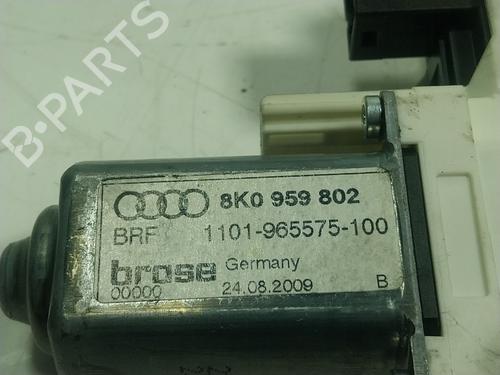 B-PARTS
8K0 959 802
BRF 1101-965575-100
brose Germany
00000 24.08.2009 B